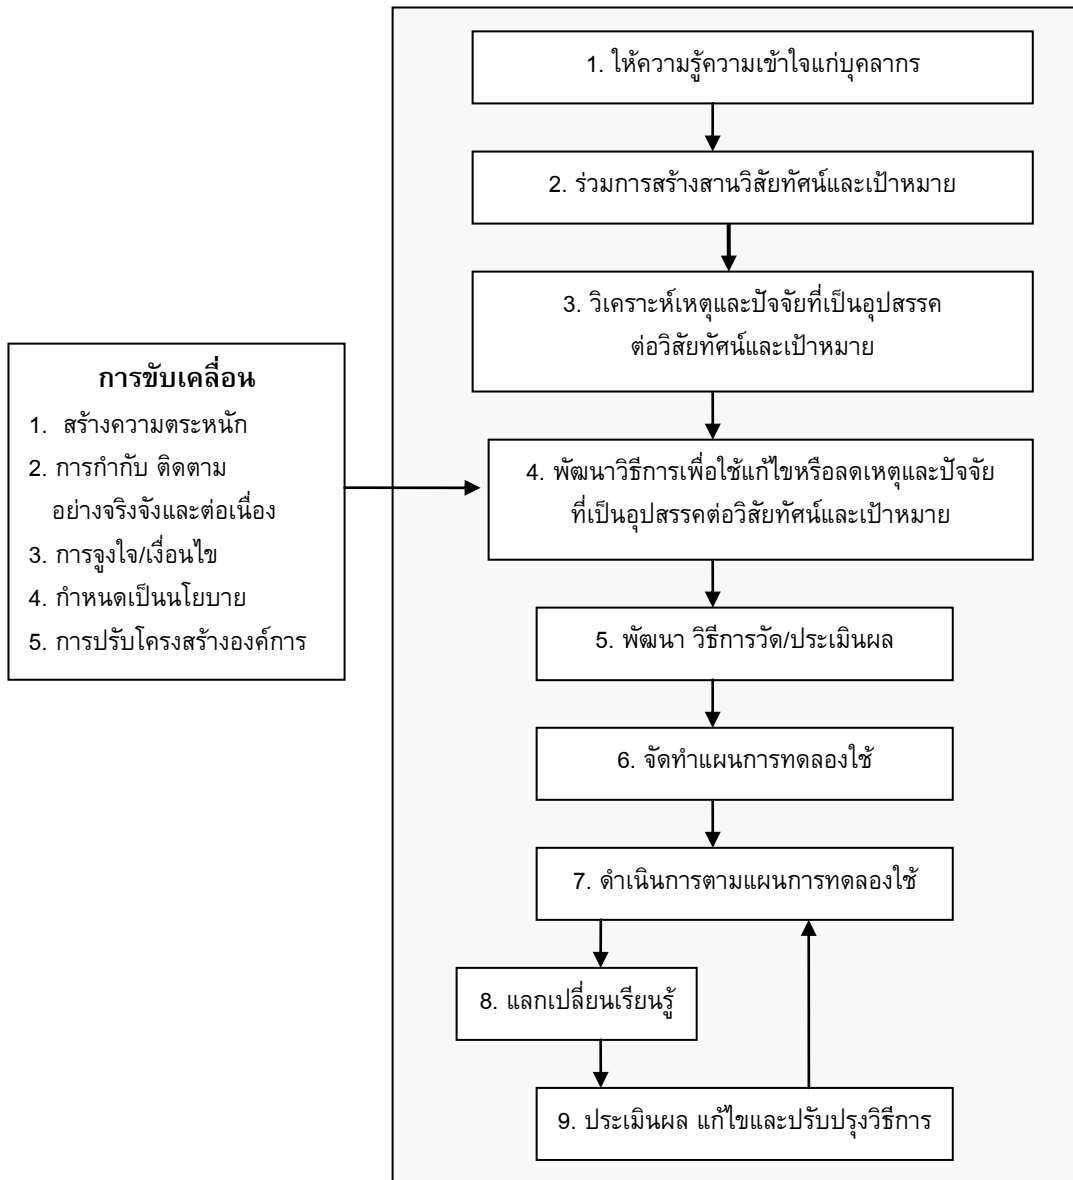 1. ให้ความรู้ความเข้าใจแก่บุคลากร
2. ร่วมการสร้างสานวิสัยทัศน์และเป้าหมาย
3. วิเคราะห์เหตุและปัจจัยที่เป็นอุปสรรค
ต่อวิสัยทัศน์และเป้าหมาย
การขับเคลื่อน
1. สร้างความตระหนัก
2. การกำกับ ติดตาม
อย่างจริงจังและต่อเนื่อง
3. การจูงใจ/เงื่อนไข
4. กำหนดเป็นนโยบาย
5. การปรับโครงสร้างองค์การ
4. พัฒนาวิธีการเพื่อใช้แก้ไขหรือลดเหตุและปัจจัย
ที่เป็นอุปสรรคต่อวิสัยทัศน์และเป้าหมาย
5. พัฒนา วิธีการวัด/ประเมินผล
6. จัดทำแผนการทดลองใช้
7. ดำเนินการตามแผนการทดลองใช้
8. แลกเปลี่ยนเรียนรู้
9. ประเมินผล แก้ไขและปรับปรุงวิธีการ